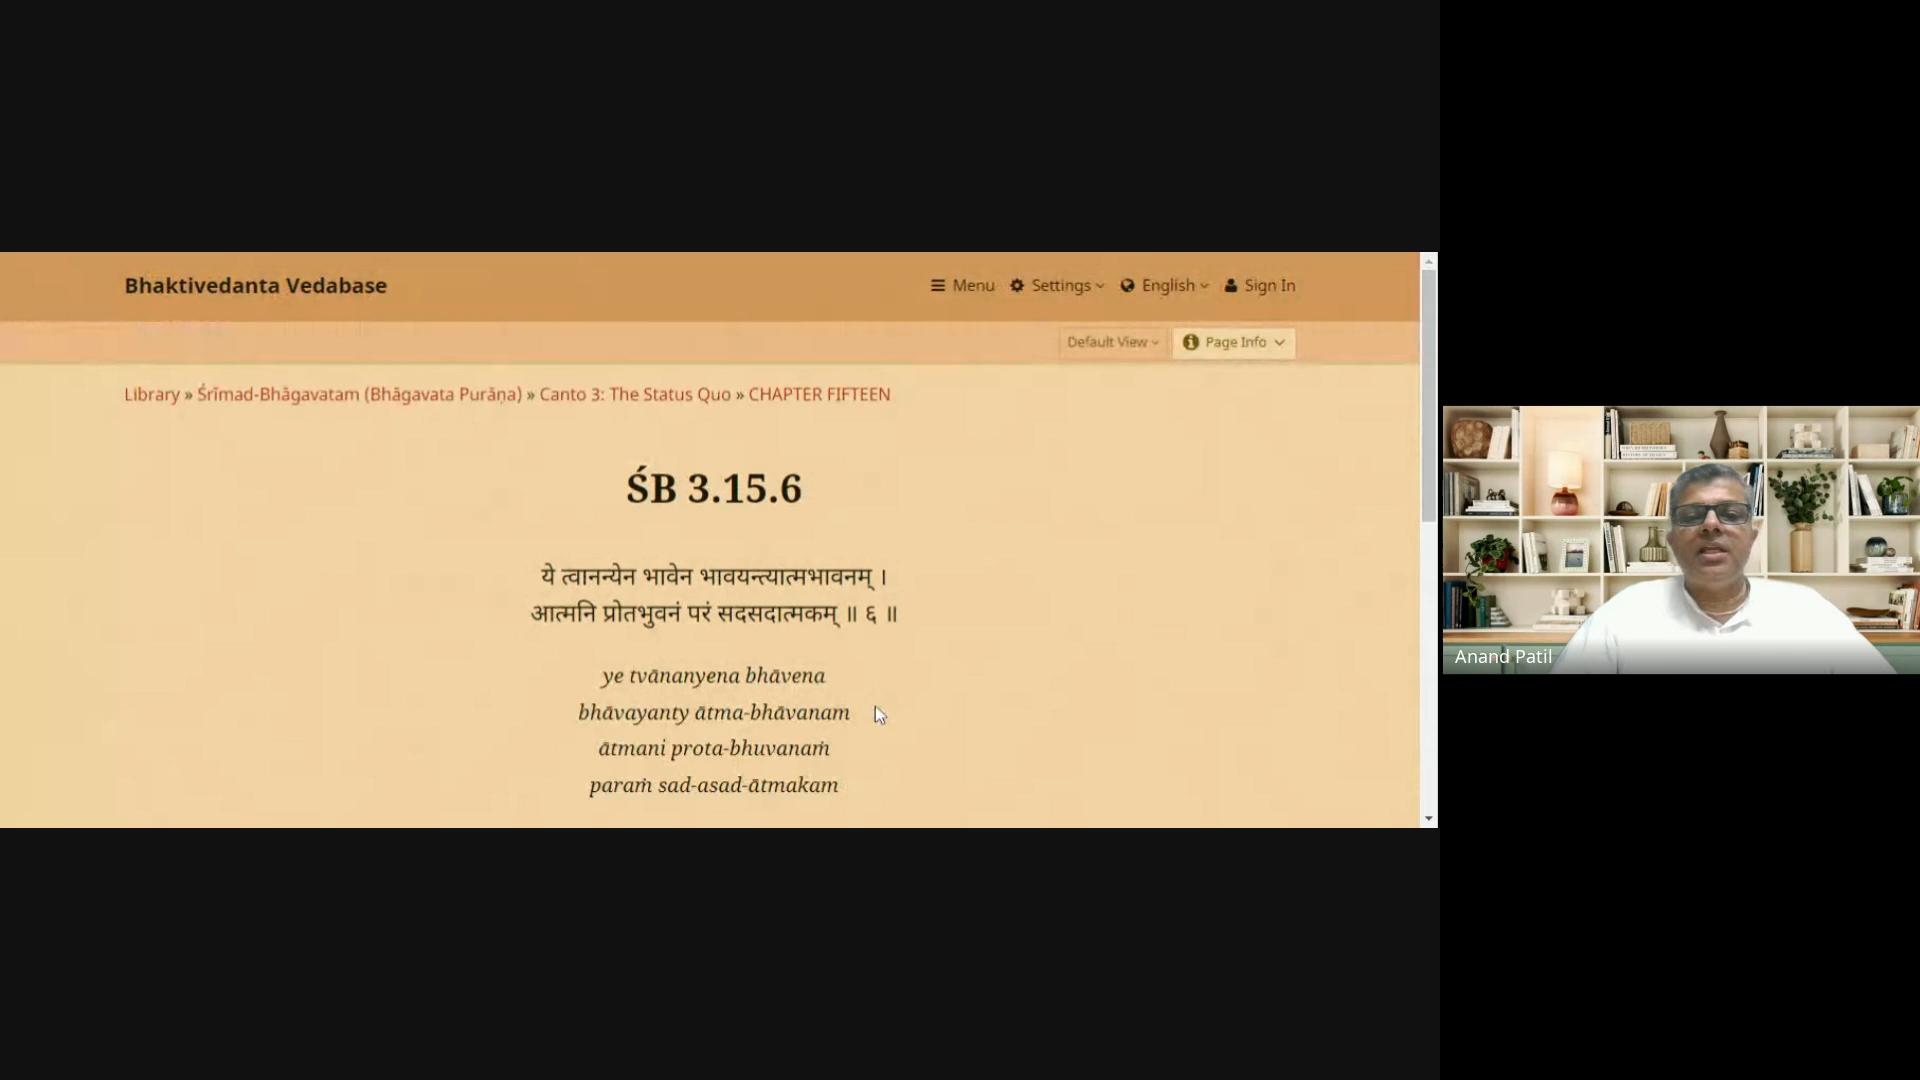 Bhaktivedanta Vedabase
Menu Settings English Sign In
Default View Page Info
Library » Śrīmad-Bhāgavatam (Bhāgavata Purāṇa) » Canto 3: The Status Quo » CHAPTER FIFTEEN
ŚB 3.15.6
ये त्वानन्येन भावेन भावयन्त्यात्मभावनम् ।
आत्मनि प्रोतभुवनं परं सदसदात्मकम् ॥ ६ ॥
ye tvānanyena bhāvena
bhāvayanty ātma-bhāvanam
ātmani prota-bhuvanaṁ
paraṁ sad-asad-ātmakam
Anand Patil